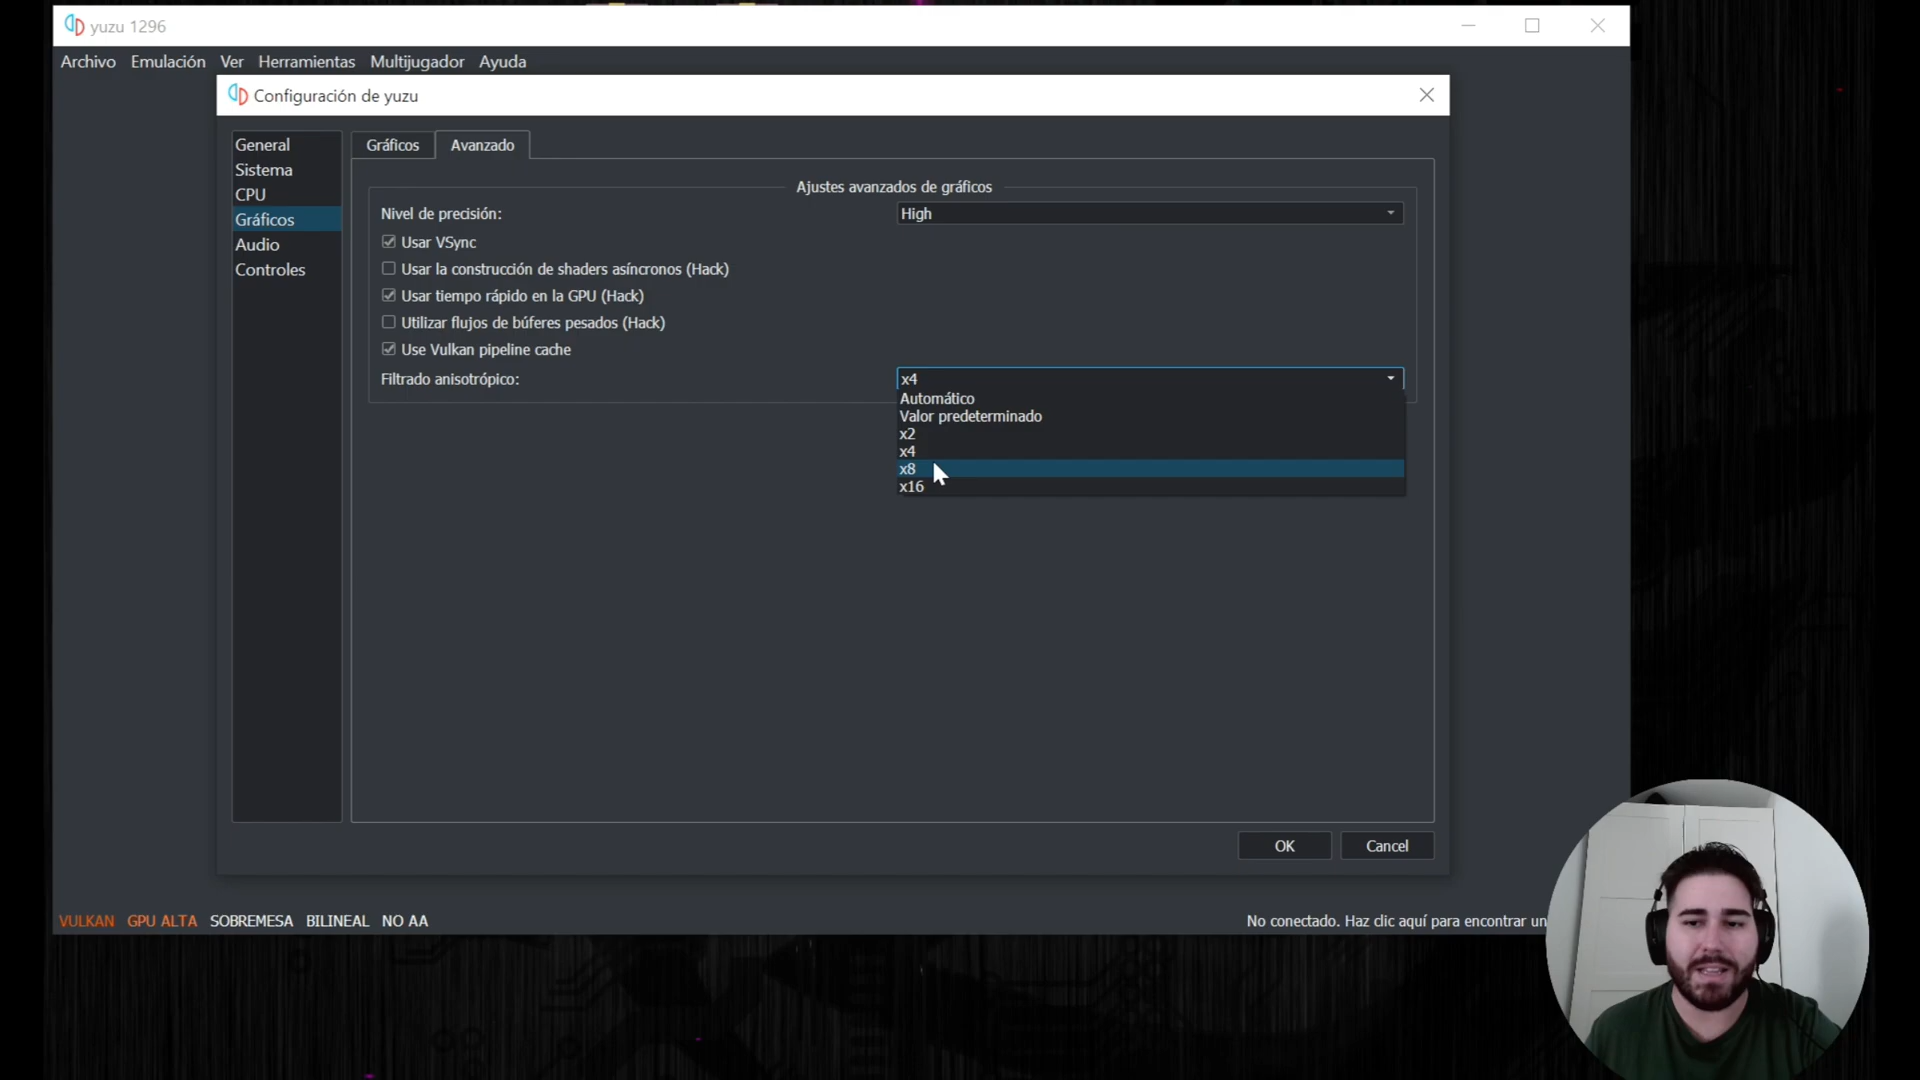 yuzu 1296
Archivo Emulación Ver Herramientas Multijugador Ayuda
Configuración de yuzu
General
Sistema
CPU
Gráficos
Audio
Controles
Gráficos Avanzado
Ajustes avanzados de gráficos
Nivel de precisión: High
Usar VSync
Usar la construcción de shaders asíncronos (Hack)
Usar tiempo rápido en la GPU (Hack)
Utilizar flujos de búferes pesados (Hack)
Use Vulkan pipeline cache
Filtrado anisotrópico: x4
Automático
Valor predeterminado
x2
x4
x8
x16
OK Cancel
VULKAN GPU ALTA SOBREMESA BILINEAL NO AA No conectado. Haz clic aquí para encontrar un